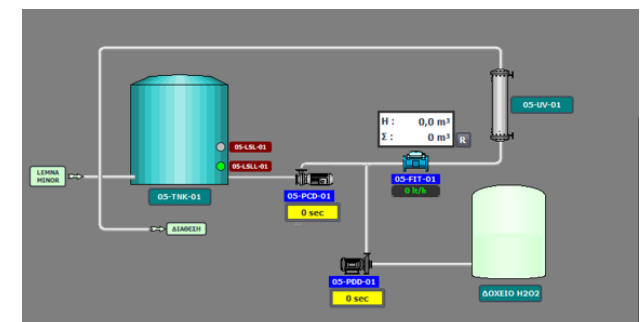 05-UV-01
H : 0,0 m³
Σ : 0 m³ R
05-LSL-01
05-LSLL-01
LEMNA
MINOR
05-FIT-01
0 lt/h
05-TNK-01
05-PCD-01
0 sec
ΔΙΑΘΕΣΗ
05-PDD-01
0 sec
ΔΟΧΕΙΟ H2O2